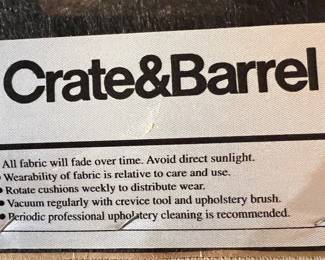 Crate&Barrel
All fabric will fade over time. Avoid direct sunlight.
• Wearability of fabric is relative to care and use.
• Rotate cushions weekly to distribute wear.
• Vacuum regularly with crevice tool and upholstery brush.
• Periodic professional upholstery cleaning is recommended.